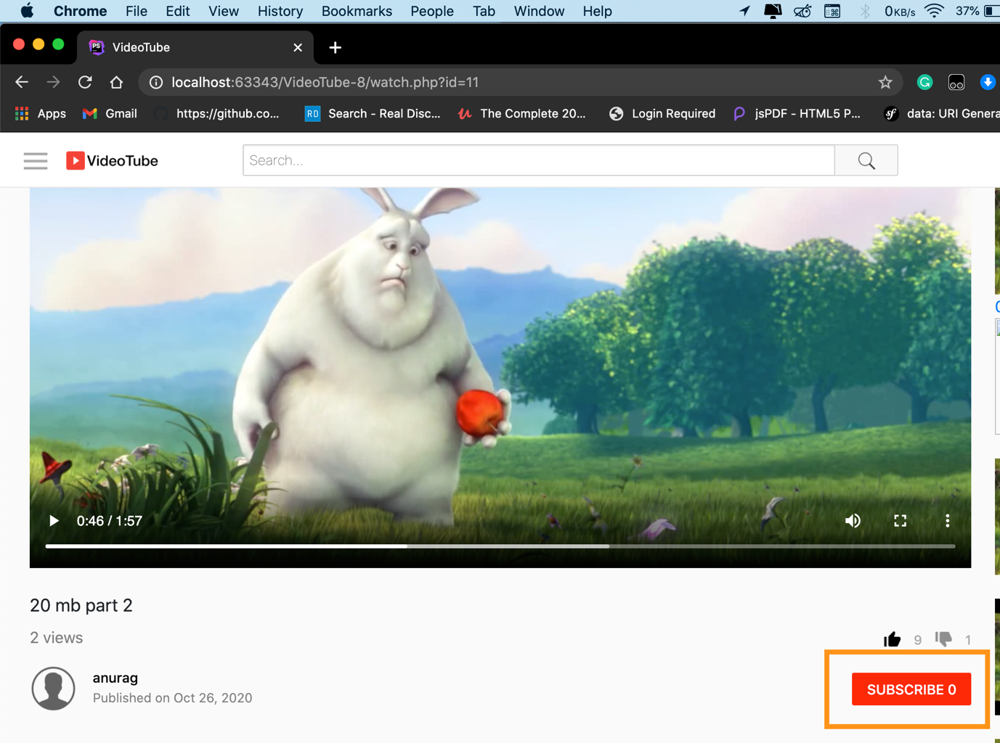 Chrome File Edit View History Bookmarks People Tab Window Help 0KB/s 37%
PS VideoTube
localhost:63343/VideoTube-8/watch.php?id=11
Apps Gmail https://github.co... RD Search - Real Disc... The Complete 20... Login Required jsPDF - HTML5 P... sf data: URI Genera
VideoTube Search...
0:46 / 1:57
20 mb part 2
2 views 9 1
anurag
Published on Oct 26, 2020
SUBSCRIBE 0